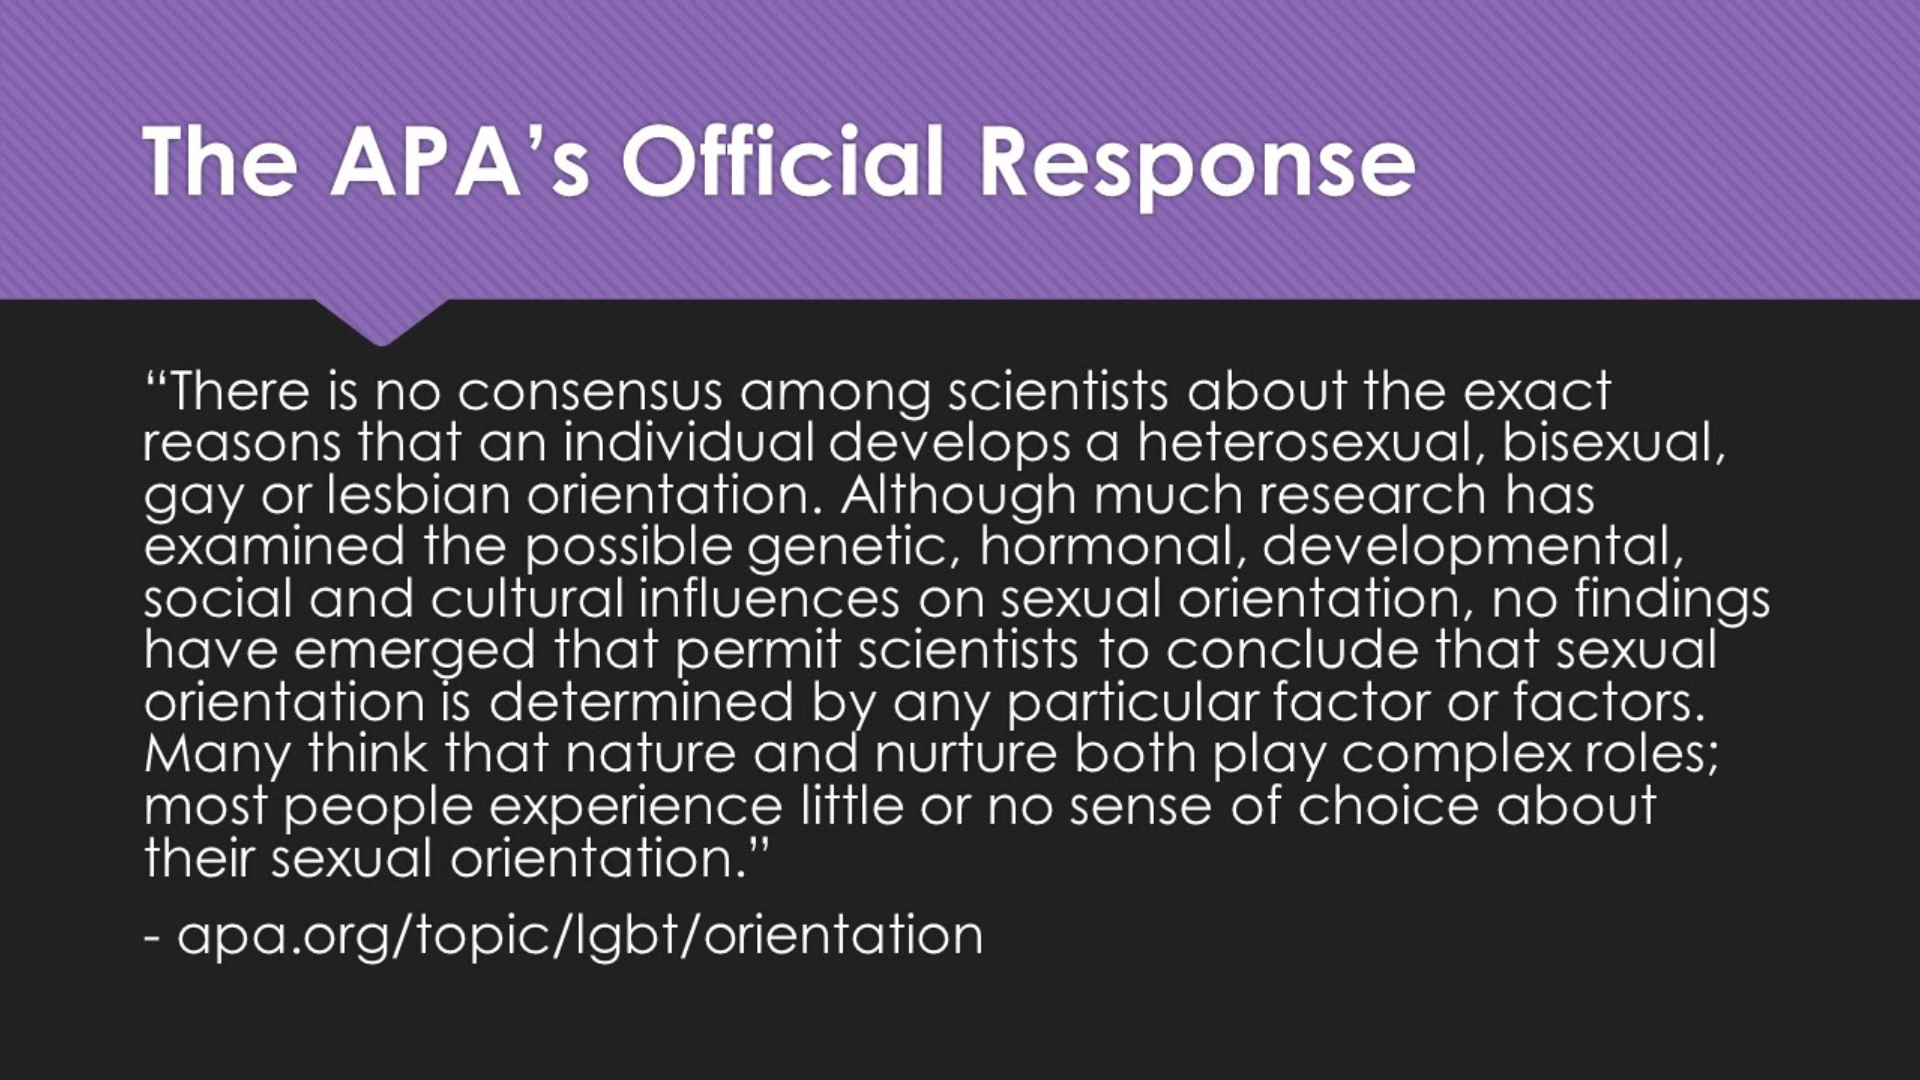 The APA’s Official Response
“There is no consensus among scientists about the exact
reasons that an individual develops a heterosexual, bisexual,
gay or lesbian orientation. Although much research has
examined the possible genetic, hormonal, developmental,
social and cultural influences on sexual orientation, no findings
have emerged that permit scientists to conclude that sexual
orientation is determined by any particular factor or factors.
Many think that nature and nurture both play complex roles;
most people experience little or no sense of choice about
their sexual orientation.”
- apa.org/topic/lgbt/orientation